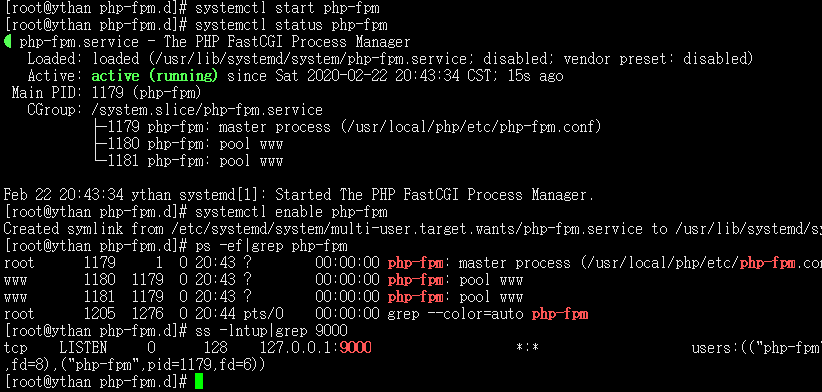 [root@ythan php-fpm.d]# systemctl start php-fpm
[root@ythan php-fpm.d]# systemctl status php-fpm
php-fpm.service - The PHP FastCGI Process Manager
   Loaded: loaded (/usr/lib/systemd/system/php-fpm.service; disabled; vendor preset: disabled)
   Active: active (running) since Sat 2020-02-22 20:43:34 CST; 15s ago
 Main PID: 1179 (php-fpm)
   CGroup: /system.slice/php-fpm.service
           ├─1179 php-fpm: master process (/usr/local/php/etc/php-fpm.conf)
           ├─1180 php-fpm: pool www
           └─1181 php-fpm: pool www
Feb 22 20:43:34 ythan systemd[1]: Started The PHP FastCGI Process Manager.
[root@ythan php-fpm.d]# systemctl enable php-fpm
Created symlink from /etc/systemd/system/multi-user.target.wants/php-fpm.service to /usr/lib/systemd/s
[root@ythan php-fpm.d]# ps -ef|grep php-fpm
root      1179     1  0 20:43 ?        00:00:00 php-fpm: master process (/usr/local/php/etc/php-fpm.con
www       1180  1179  0 20:43 ?        00:00:00 php-fpm: pool www
www       1181  1179  0 20:43 ?        00:00:00 php-fpm: pool www
root      1205  1276  0 20:44 pts/0    00:00:00 grep --color=auto php-fpm
[root@ythan php-fpm.d]# ss -lntup|grep 9000
tcp    LISTEN     0      128    127.0.0.1:9000                  *:*                   users:(("php-fpm"
,fd=8),("php-fpm",pid=1179,fd=6))
[root@ythan php-fpm.d]#